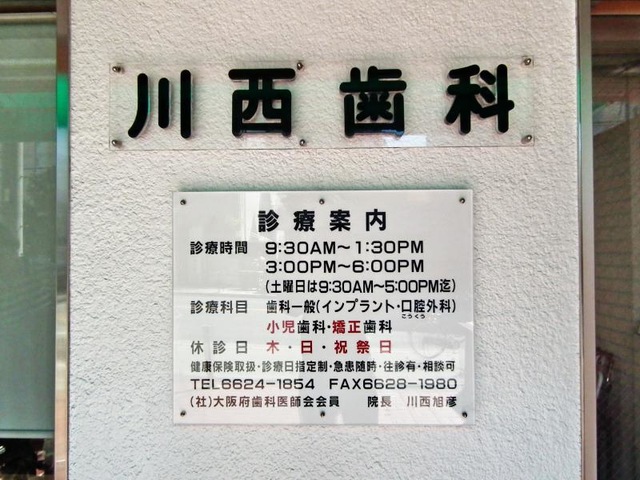 川西歯科
診療案内
診療時間 9:30AM～1:30PM
3:00PM～6:00PM
(土曜日は9:30AM～5:00PM迄)
診療科目 歯科一般(インプラント・口腔外科)
こうくう
小児歯科・矯正歯科
休診日 木・日・祝祭日
健康保険取扱・診療日指定制・急患随時・往診有・相談可
TEL6624-1854 FAX6628-1980
(社)大阪府歯科医師会会員 院長 川西旭彦